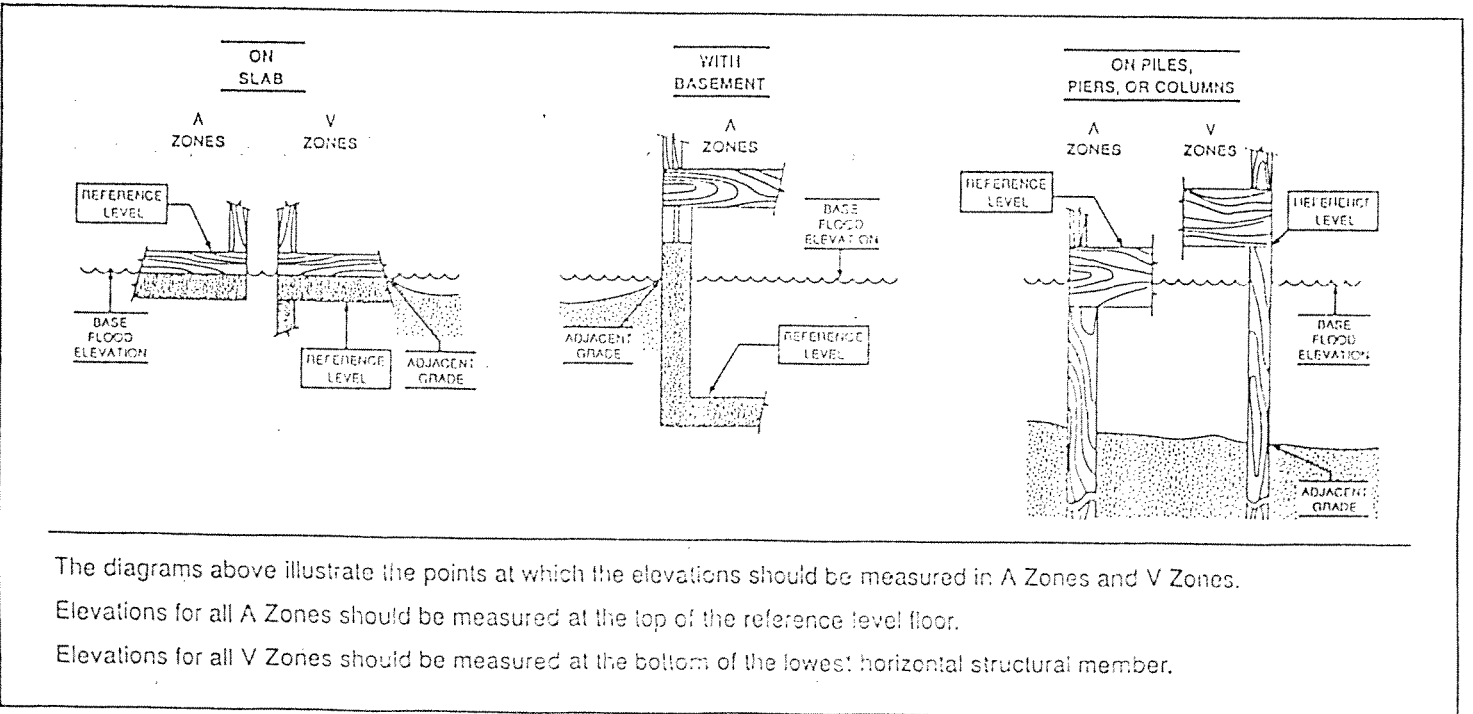 ON
SLAB
A
ZONES
V
ZONES
REFERENCE
LEVEL
BASE
FLOOD
ELEVATION
REFERENCE
LEVEL
ADJACENT
GRADE
WITH
BASEMENT
A
ZONES
BASE
FLOOD
ELEVATION
ADJACENT
GRADE
REFERENCE
LEVEL
ON PILES,
PIERS, OR COLUMNS
A
ZONES
V
ZONES
REFERENCE
LEVEL
REFERENCE
LEVEL
BASE
FLOOD
ELEVATION
ADJACENT
GRADE
The diagrams above illustrate the points at which the elevations should be measured in A Zones and V Zones.
Elevations for all A Zones should be measured at the top of the reference level floor.
Elevations for all V Zones should be measured at the bottom of the lowest horizontal structural member.